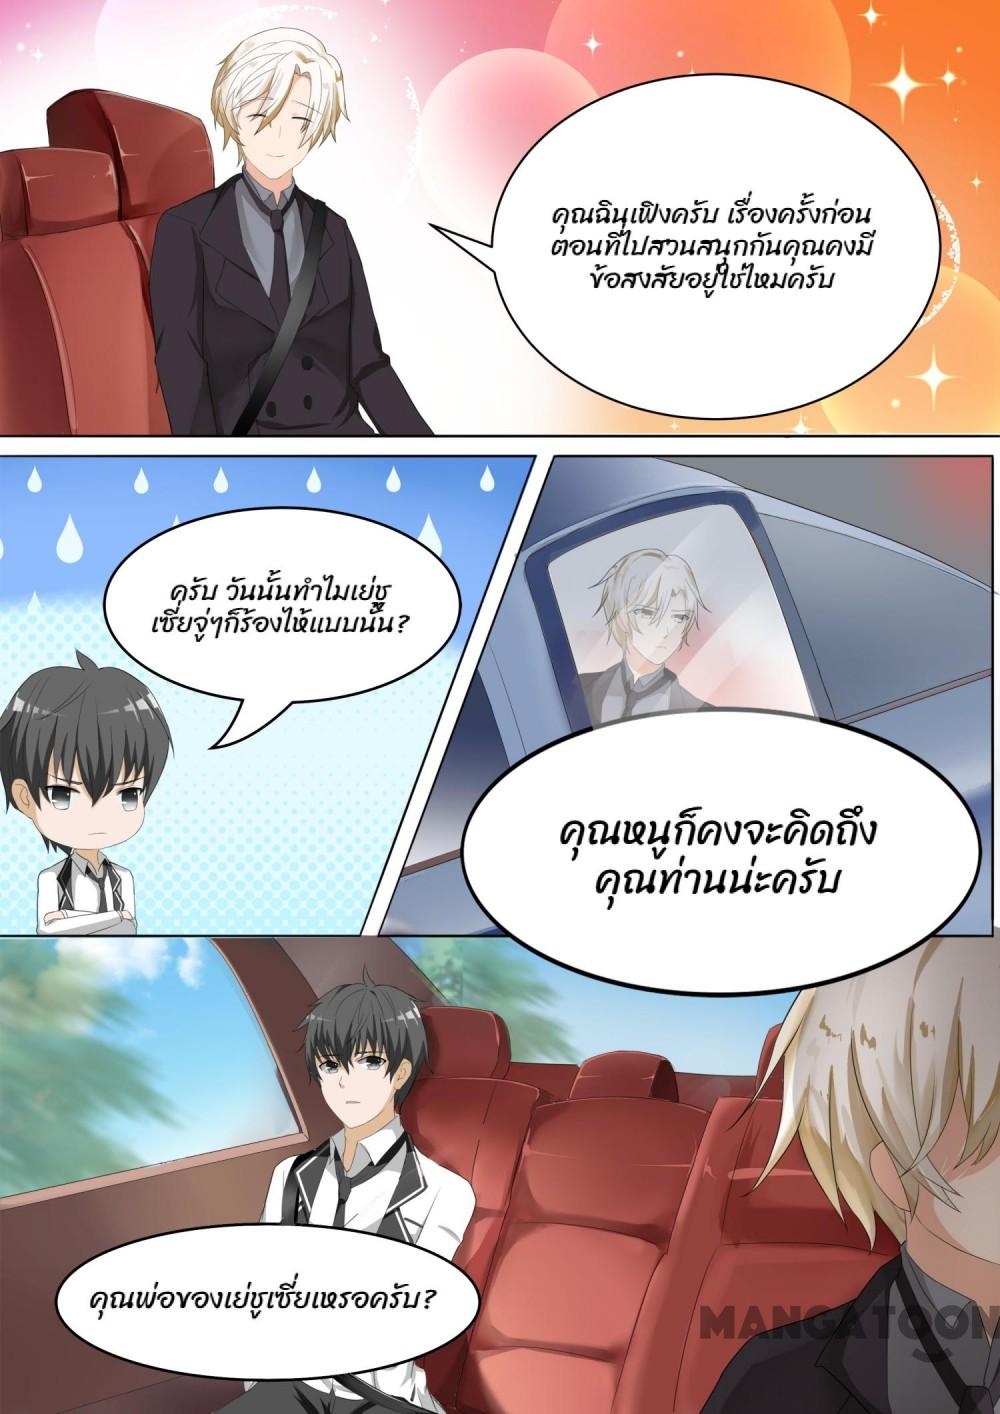 คุณฉินเฟิงครับ เรื่องครั้งก่อน
ตอนที่ไปสวนสนุกกันคุณคงมี
ข้อสงสัยอยู่ใช่ไหมครับ
ครับ วันนั้นทำไมเย่ชู
เซี่ยจู่ๆก็ร้องไห้แบบนั้น?
คุณหนูก็คงจะคิดถึง
คุณท่านน่ะครับ
คุณพ่อของเย่ชูเซี่ยเหรอครับ?
MANGATOON